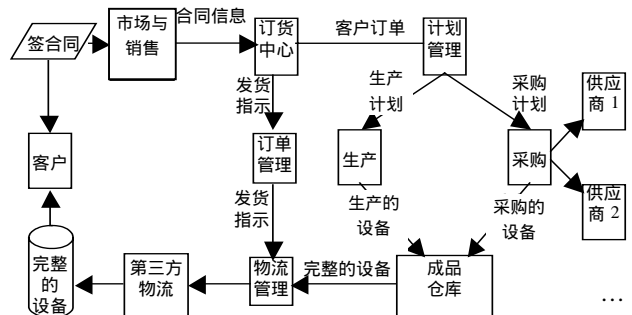 签合同
市场与
销售
合同信息
订货
中心
客户订单
计划
管理
发货
指示
生产
计划
采购
计划
供应
商 1
客户
订单
管理
生产
采购
供应
商 2
发货
指示
生产的
设备
采购的
设备
完整
的
设备
第三方
物流
物流
管理
完整的设备
成品
仓库
…